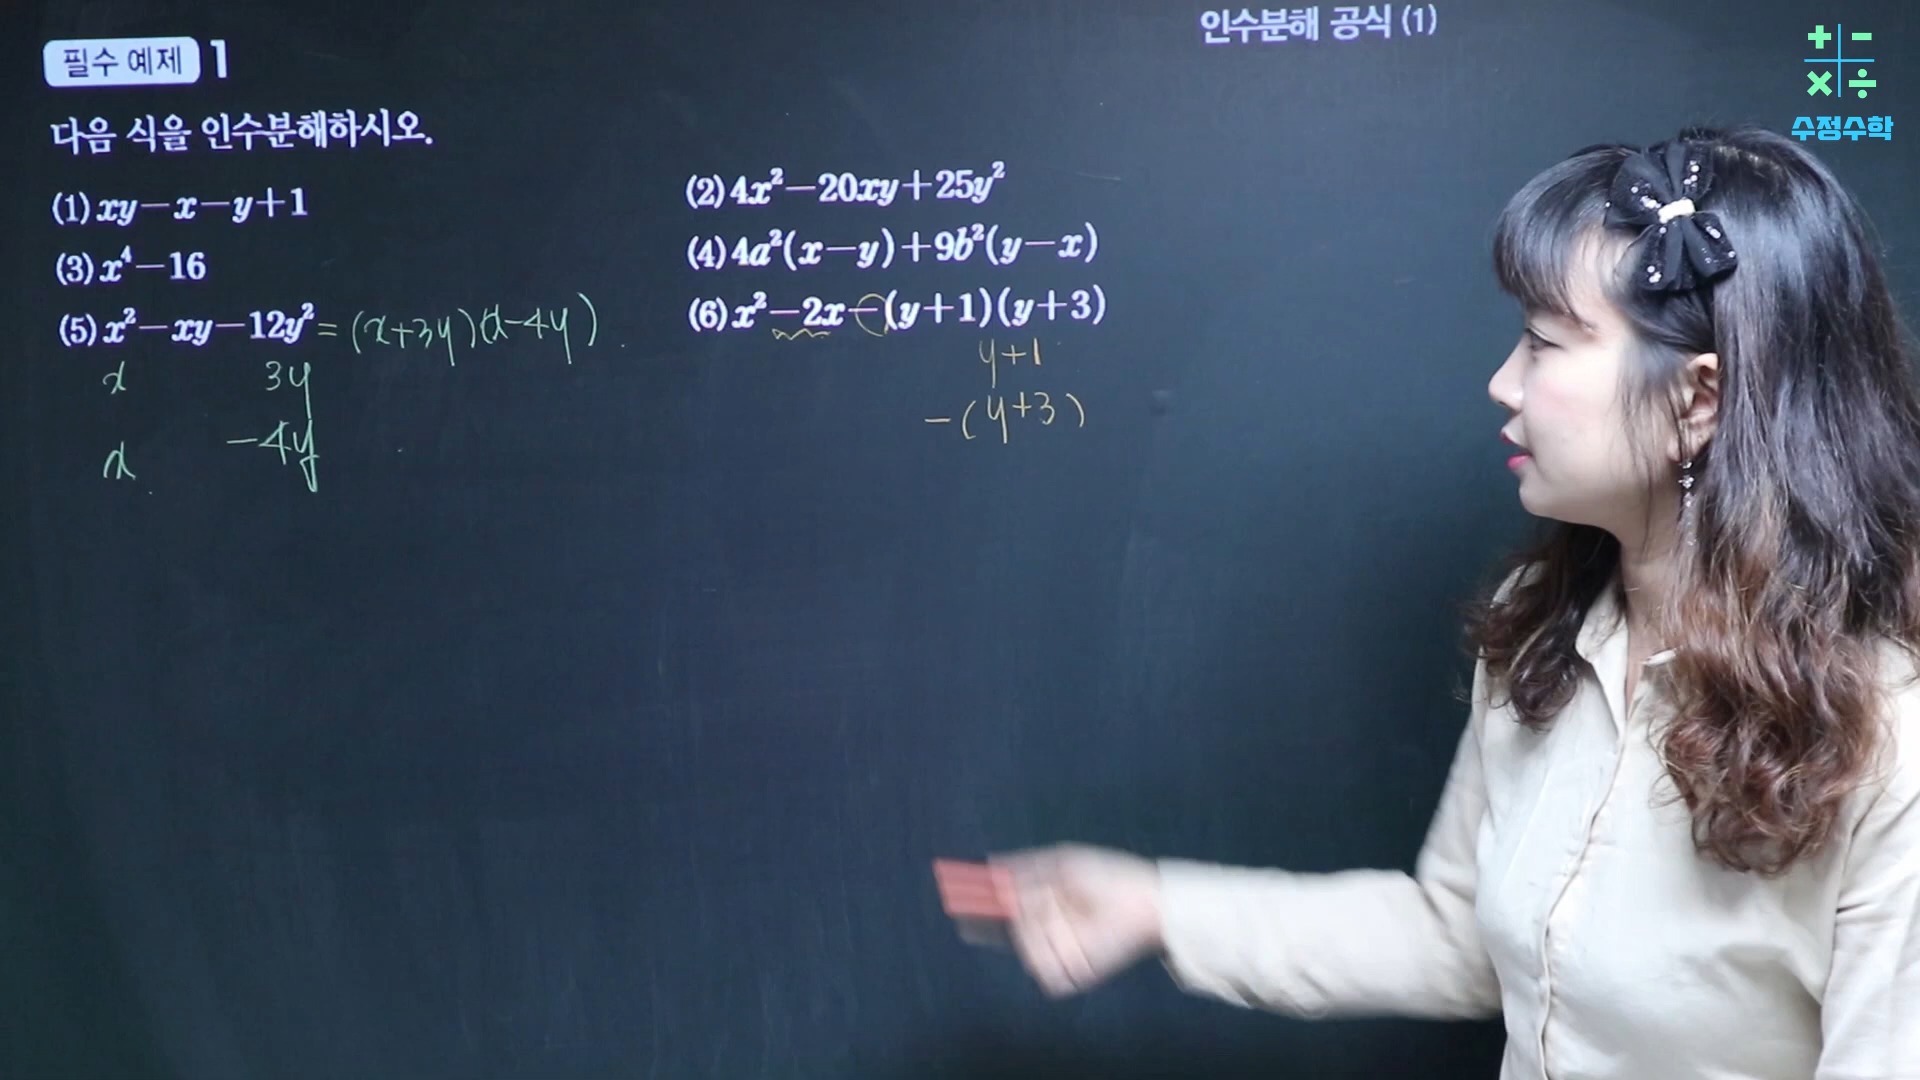 인수분해 공식 (1)
+ -
× ÷
수정수학
필수 예제 1
다음 식을 인수분해하시오.
(1) xy-x-y+1
(2) 4x²-20xy+25y²
(3) x⁴-16
(4) 4a²(x-y)+9b²(y-x)
(5) x²-xy-12y² = (x+3y)(x-4y)
x 3y
x -4y
(6) x²-2x-(y+1)(y+3)
y+1
-(y+3)